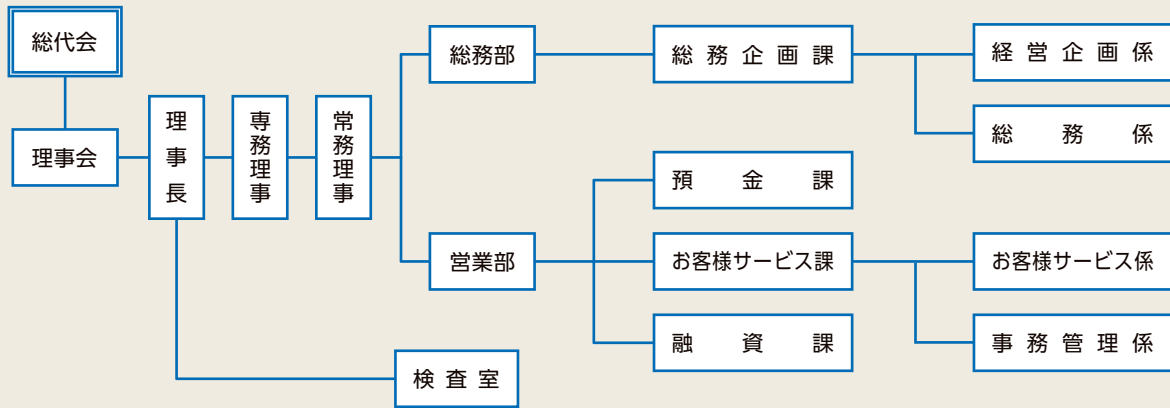 総代会
理事会
理事長
専務理事
常務理事
総務部
総務企画課
経営企画係
総務係
預金課
営業部
お客様サービス課
お客様サービス係
融資課
事務管理係
検査室